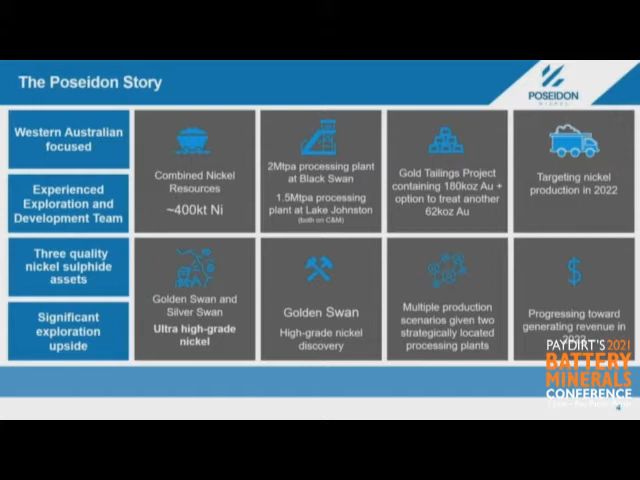 The Poseidon Story
POSEIDON
NICKEL
Western Australian
focused
Experienced
Exploration and
Development Team
Three quality
nickel sulphide
assets
Significant
exploration
upside
Combined Nickel
Resources
~400kt Ni
2Mtpa processing plant
at Black Swan
1.5Mtpa processing
plant at Lake Johnston
(both on C&M)
Gold Tailings Project
containing 180koz Au +
option to treat another
62koz Au
Targeting nickel
production in 2022
Golden Swan and
Silver Swan
Ultra high-grade
nickel
Golden Swan
High-grade nickel
discovery
Multiple production
scenarios given two
strategically located
processing plants
Progressing toward
generating revenue in
PAYDIRT'S 2021
BATTERY
MINERALS
CONFERENCE
4